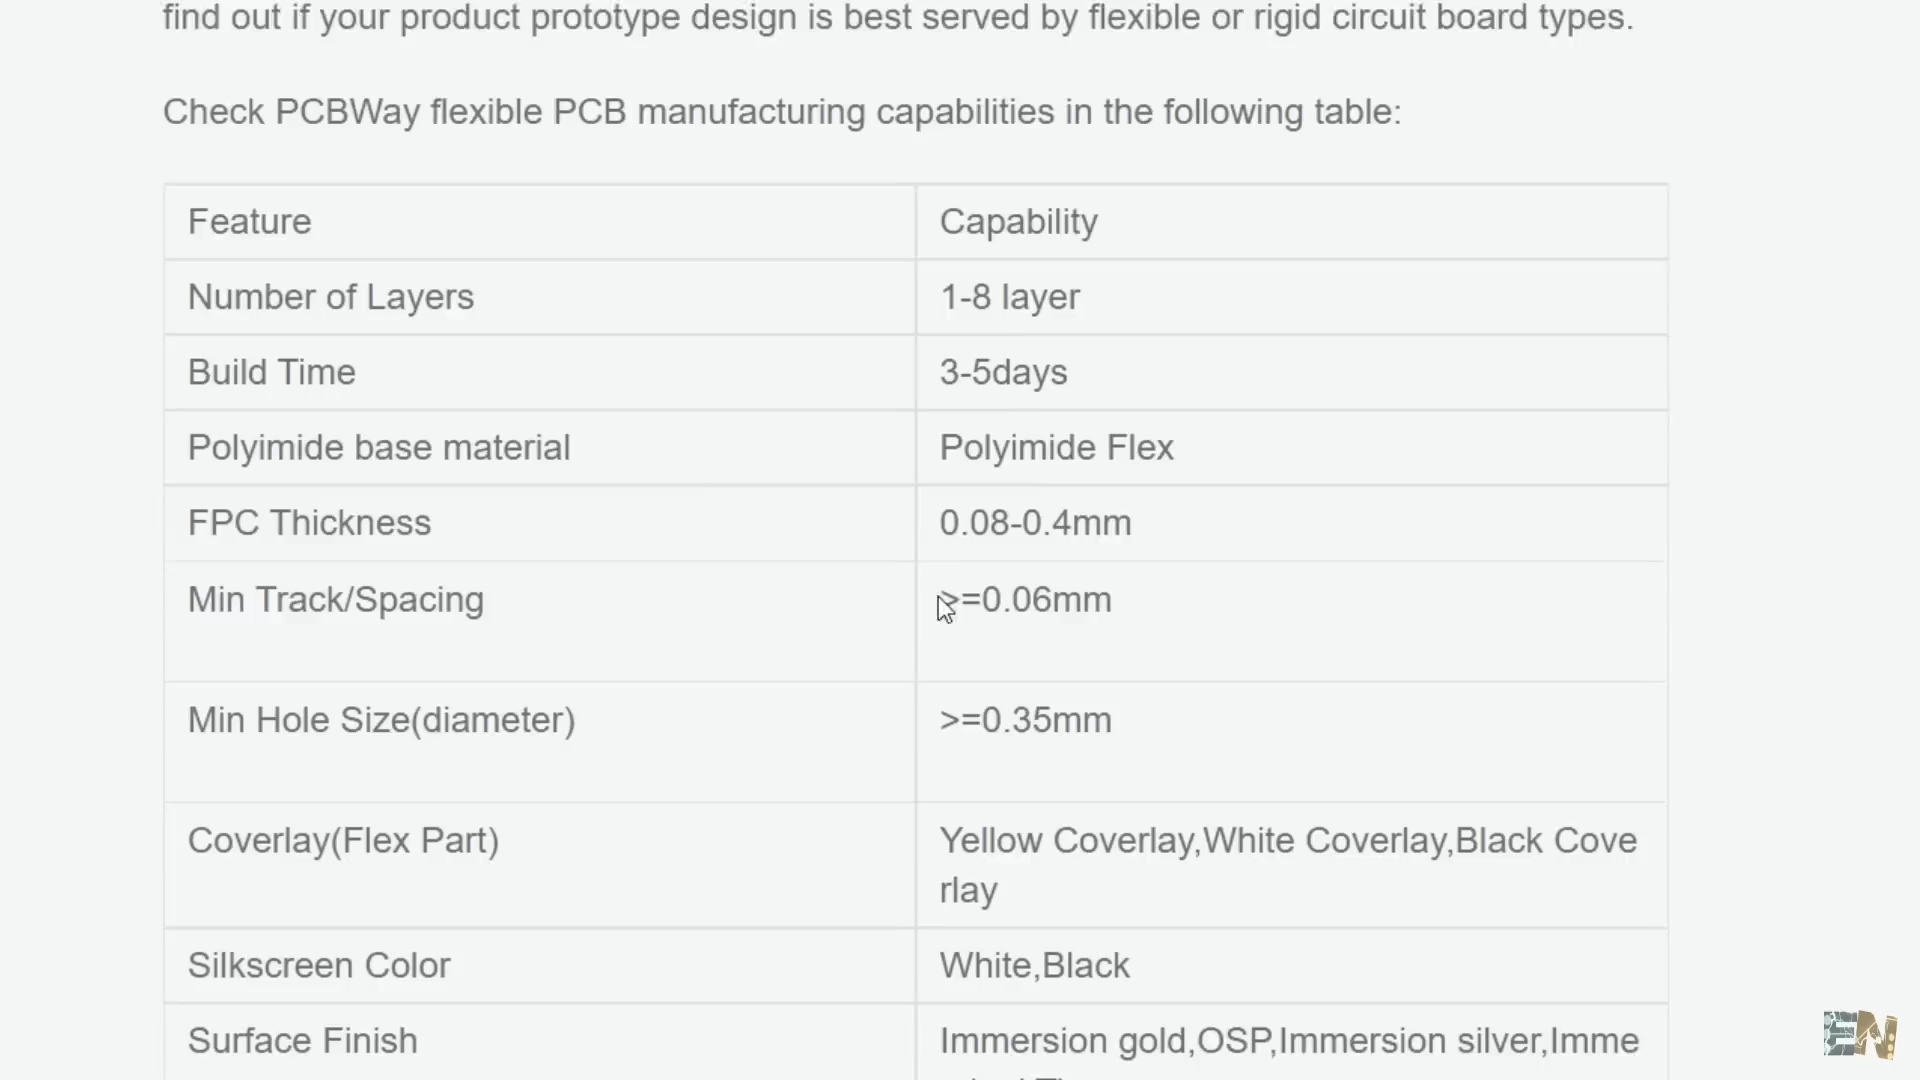 find out if your product prototype design is best served by flexible or rigid circuit board types.
Check PCBWay flexible PCB manufacturing capabilities in the following table:
Feature
Capability
Number of Layers
1-8 layer
Build Time
3-5days
Polyimide base material
Polyimide Flex
FPC Thickness
0.08-0.4mm
Min Track/Spacing
>=0.06mm
Min Hole Size(diameter)
>=0.35mm
Coverlay(Flex Part)
Yellow Coverlay,White Coverlay,Black Cove
rlay
Silkscreen Color
White,Black
Surface Finish
Immersion gold,OSP,Immersion silver,Imme
EN